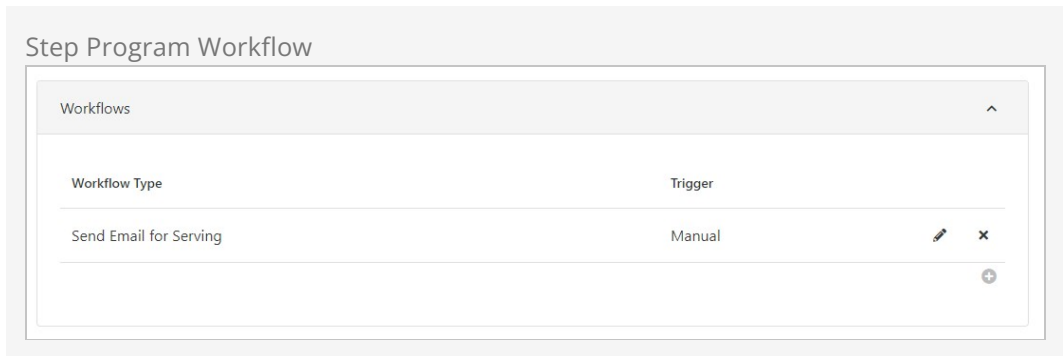 Step Program Workflow
Workflows
Workflow Type Trigger
Send Email for Serving Manual